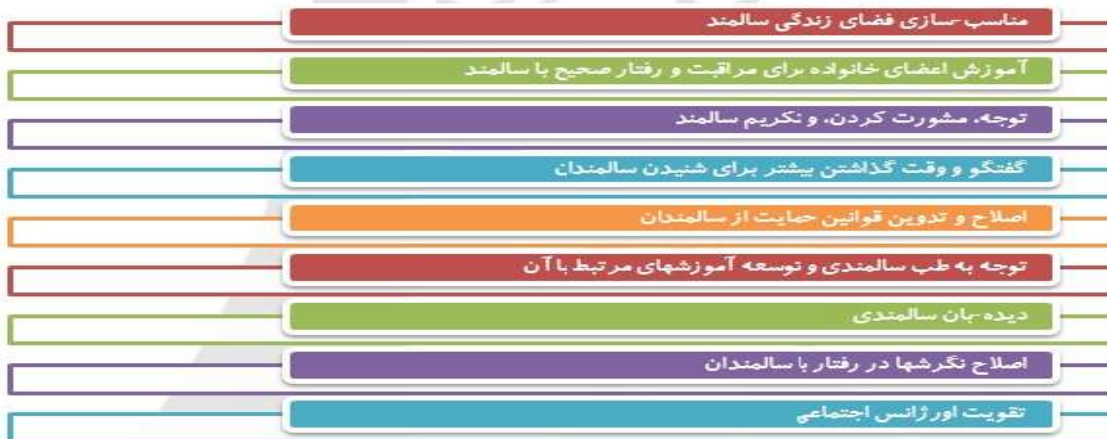 مناسب-سازی فضای زندگی سالمند
آموزش اعضای خانواده برای مراقبت و رفتار صحیح با سالمند
توجه، مشورت کردن، و تکریم سالمند
گفتگو و وقت گذاشتن بیشتر برای شنیدن سالمندان
اصلاح و تدوین قوانین حمایت از سالمندان
توجه به طب سالمندی و توسعه آموزشهای مرتبط با آن
دیده-بان سالمندی
اصلاح نگرشها در رفتار با سالمندان
تقویت اورژانس اجتماعی